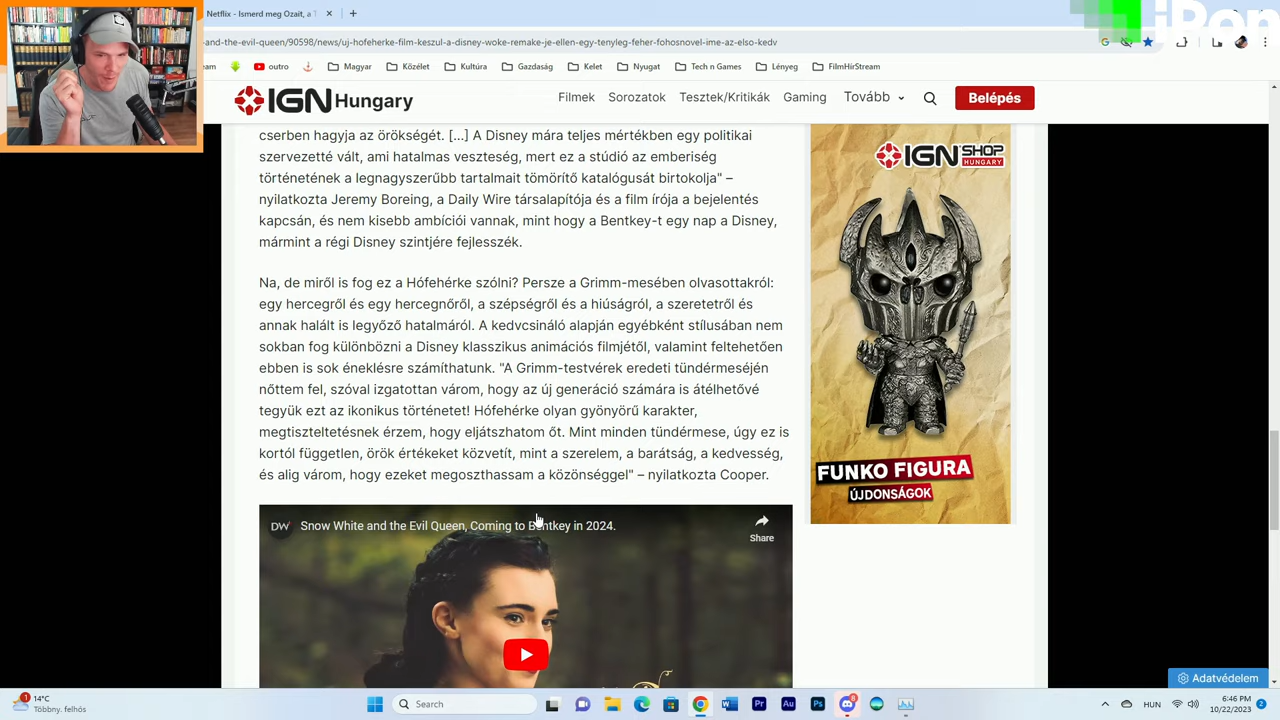 Netflix - Ismerd meg Ozait, a T
iPon
and-the-evil-queen/90598/news/uj-hofeherke-film-keszul-a-disney-woke-remake-je-ellen-egy-tenyleg-feher-fohosnovel-ime-az-elso-kedv
eam
outro
Magyar
Közélet
Kultúra
Gazdaság
Kelet
Nyugat
Tech n Games
Lényeg
FilmHírStream
IGN Hungary
Filmek
Sorozatok
Tesztek/Kritikák
Gaming
Tovább
Belépés
cserben hagyja az örökségét. [...] A Disney mára teljes mértékben egy politikai
szervezetté vált, ami hatalmas veszteség, mert ez a stúdió az emberiség
történetének a legnagyszerűbb tartalmait tömörítő katalógusát birtokolja" –
nyilatkozta Jeremy Boreing, a Daily Wire társalapítója és a film írója a bejelentés
kapcsán, és nem kisebb ambíciói vannak, mint hogy a Bentkey-t egy nap a Disney,
mármint a régi Disney szintjére fejlesszék.
Na, de miről is fog ez a Hófehérke szólni? Persze a Grimm-mesében olvasottakról:
egy hercegről és egy hercegnőről, a szépségről és a hiúságról, a szeretetről és
annak halált is legyőző hatalmáról. A kedvcsináló alapján egyébként stílusában nem
sokban fog különbözni a Disney klasszikus animációs filmjétől, valamint feltehetően
ebben is sok éneklésre számíthatunk. "A Grimm-testvérek eredeti tündérmeséjén
nőttem fel, szóval izgatottan várom, hogy az új generáció számára is átélhetővé
tegyük ezt az ikonikus történetet! Hófehérke olyan gyönyörű karakter,
megtiszteltetésnek érzem, hogy eljátszhatom őt. Mint minden tündérmese, úgy ez is
kortól független, örök értékeket közvetít, mint a szerelem, a barátság, a kedvesség,
és alig várom, hogy ezeket megoszthassam a közönséggel" – nyilatkozta Cooper.
IGN SHOP HUNGARY
FUNKO FIGURA
ÚJDONSÁGOK
DW
Snow White and the Evil Queen, Coming to Bentkey in 2024.
Share
Adatvédelem
1
14°C
Többny. felhős
Search
HUN
6:46 PM
10/22/2023
2